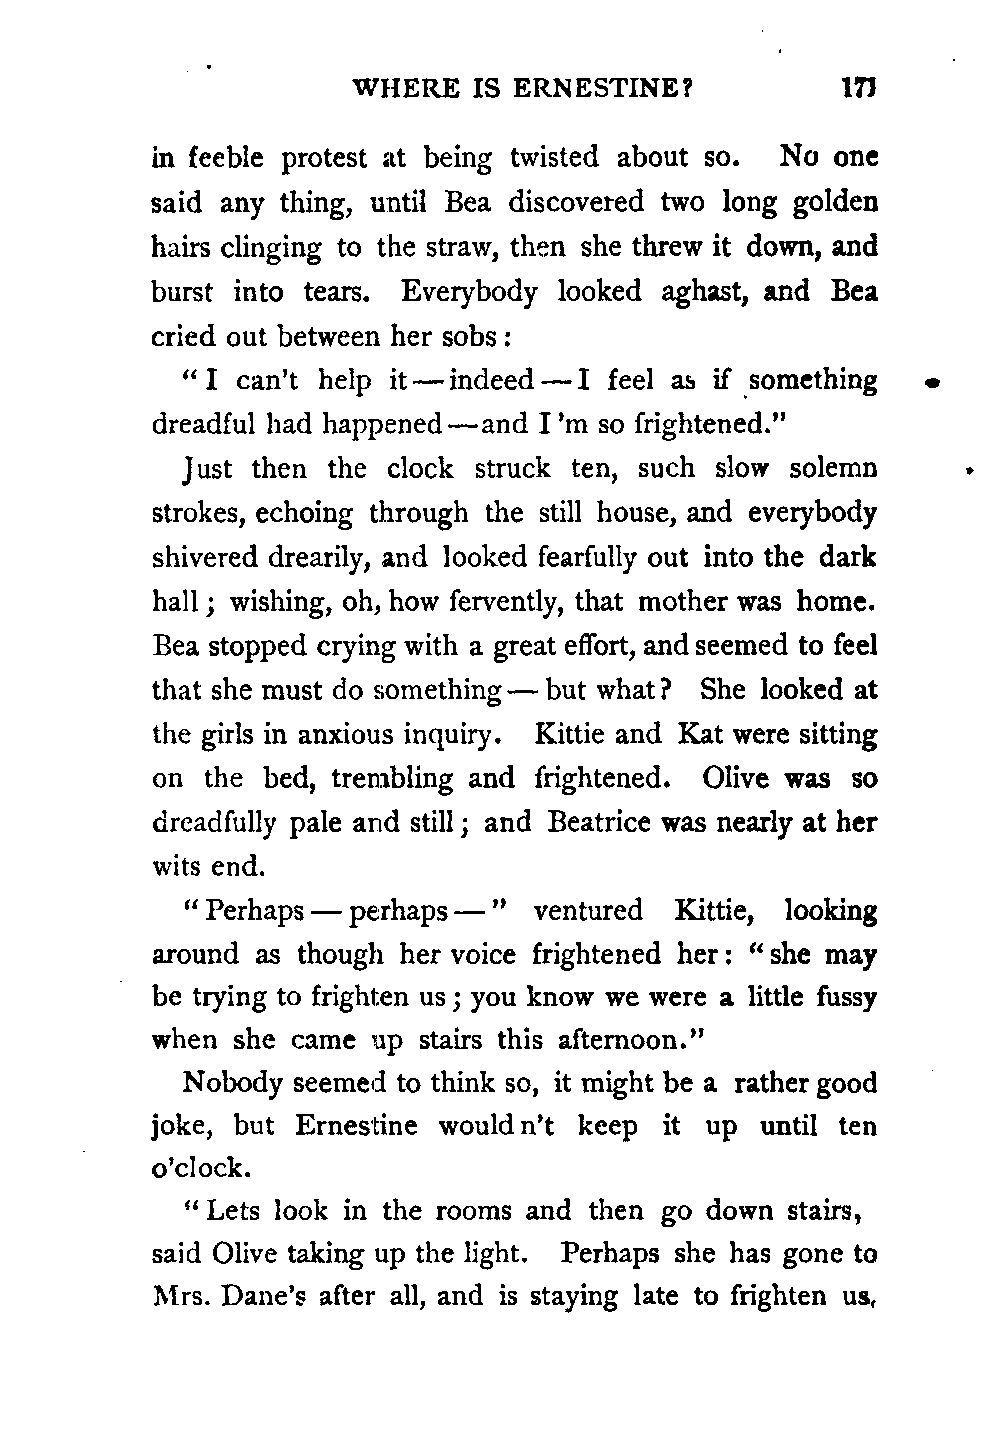 WHERE IS ERNESTINE? 171
in feeble protest at being twisted about so. No one
said any thing, until Bea discovered two long golden
hairs clinging to the straw, then she threw it down, and
burst into tears. Everybody looked aghast, and Bea
cried out between her sobs:
"I can't help it—indeed—I feel as if something
dreadful had happened—and I'm so frightened."
Just then the clock struck ten, such slow solemn
strokes, echoing through the still house, and everybody
shivered drearily, and looked fearfully out into the dark
hall; wishing, oh, how fervently, that mother was home.
Bea stopped crying with a great effort, and seemed to feel
that she must do something—but what? She looked at
the girls in anxious inquiry. Kittie and Kat were sitting
on the bed, trembling and frightened. Olive was so
dreadfully pale and still; and Beatrice was nearly at her
wits end.
"Perhaps—perhaps—" ventured Kittie, looking
around as though her voice frightened her: "she may
be trying to frighten us; you know we were a little fussy
when she came up stairs this afternoon."
Nobody seemed to think so, it might be a rather good
joke, but Ernestine wouldn't keep it up until ten
o'clock.
"Lets look in the rooms and then go down stairs,
said Olive taking up the light. Perhaps she has gone to
Mrs. Dane's after all, and is staying late to frighten us,